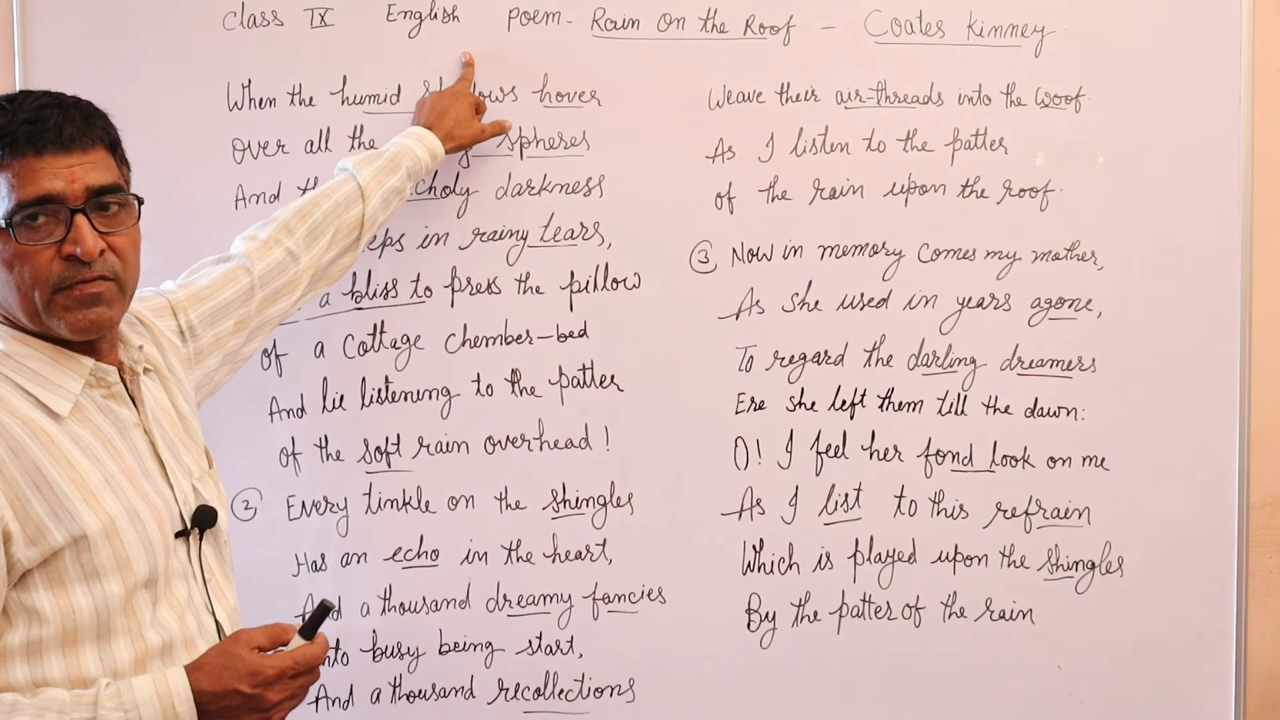 Class IX English Poem - Rain On the Roof - Coates Kinney
When the humid hover
over all the spheres
And darkness
in rainy tears,
a bliss to press the pillow
of a Cottage chember-bed
And lie listening to the patter
of the soft rain overhead!
② Every tinkle on the shingles
Has an echo in the heart,
And a thousand dreamy fancies
busy being start,
And a thousand recollections
Weave their air-threads into the woof
As I listen to the patter
of the rain upon the roof.
③ Now in memory comes my mother,
As she used in years agone,
To regard the darling dreamers
Ere she left them till the dawn:
O! I feel her fond look on me
As I list to this refrain
Which is played upon the shingles
By the patter of the rain